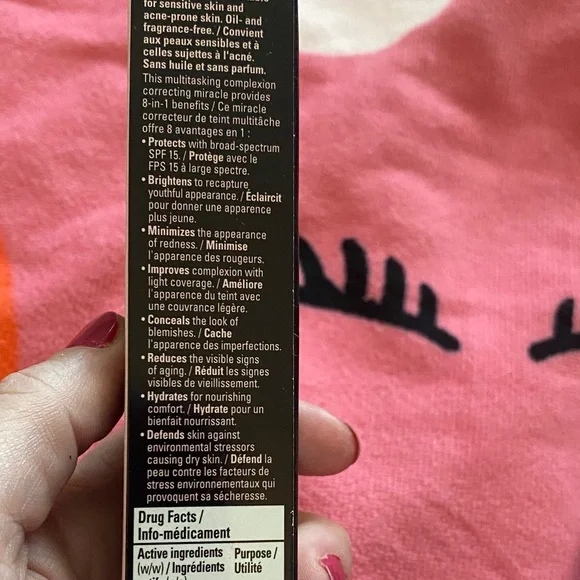 for sensitive skin and
acne-prone skin. Oil- and
fragrance-free. / Convient
aux peaux sensibles et à
celles sujettes à l'acné.
Sans huile et sans parfum.
This multitasking complexion
correcting miracle provides
8-in-1 benefits / Ce miracle
correcteur de teint multitâche
offre 8 avantages en 1 :
• Protects with broad-spectrum
SPF 15. / Protège avec le
FPS 15 à large spectre.
• Brightens to recapture
youthful appearance. / Éclaircit
pour donner une apparence
plus jeune.
• Minimizes the appearance
of redness. / Minimise
l'apparence des rougeurs.
• Improves complexion with
light coverage. / Améliore
l'apparence du teint avec
une couvrance légère.
• Conceals the look of
blemishes. / Cache
l'apparence des imperfections.
• Reduces the visible signs
of aging. / Réduit les signes
visibles de vieillissement.
• Hydrates for nourishing
comfort. / Hydrate pour un
bienfait nourrissant.
• Defends skin against
environmental stressors
causing dry skin. / Défend la
peau contre les facteurs de
stress environnementaux qui
provoquent sa sécheresse.
Drug Facts /
Info-médicament
Active ingredients
(w/w) / Ingrédients
Purpose /
Utilité